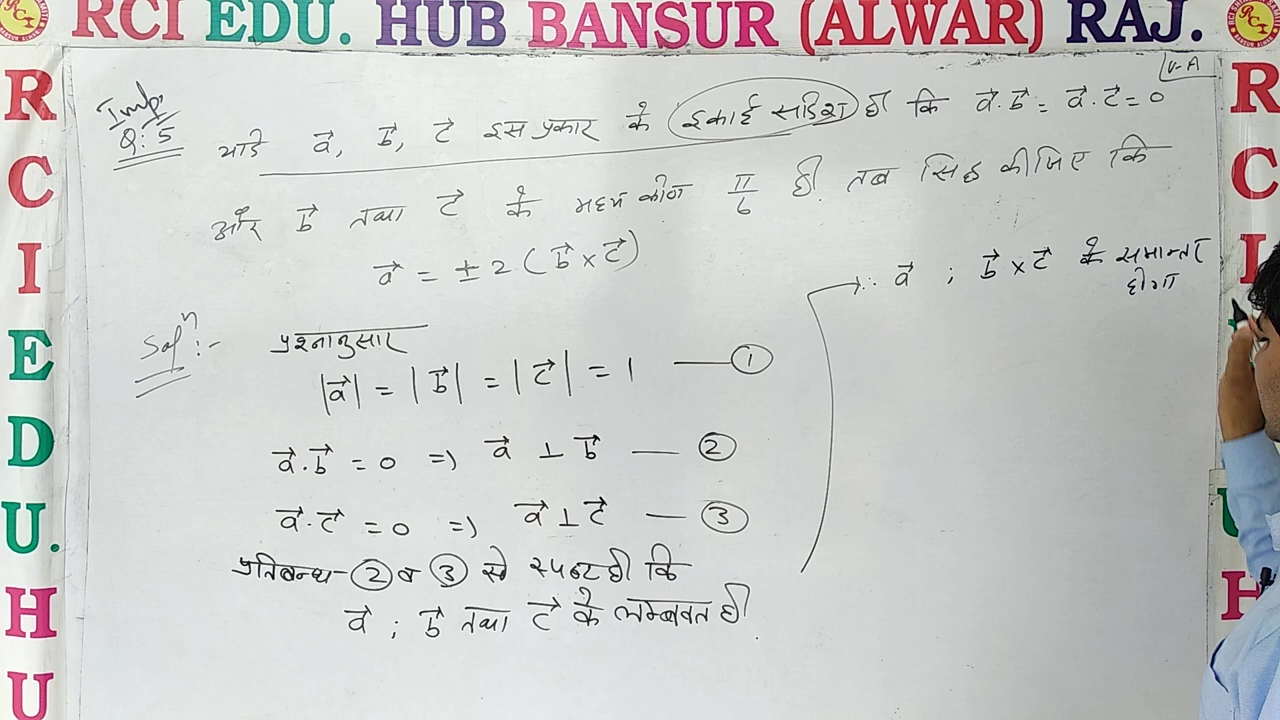 RCI EDU. HUB BANSUR (ALWAR) RAJ.
R
C
I
E
D
U.
H
U
V-A
Imp.
Q:5 यदि a⃗, b⃗, c⃗ इस प्रकार के इकाई सदिश हो कि a⃗.b⃗ = a⃗.c⃗ = 0
और b⃗ तथा c⃗ के मध्य कोण π/6 हो तब सिद्ध कीजिए कि
a⃗ = ±2(b⃗×c⃗)
Solⁿ:- प्रश्नानुसार
|a⃗| = |b⃗| = |c⃗| = 1 — ①
a⃗.b⃗ = 0 => a⃗ ⊥ b⃗ — ②
a⃗.c⃗ = 0 => a⃗ ⊥ c⃗ — ③
प्रतिबन्ध - ② व ③ से स्पष्ट है कि
a⃗ ; b⃗ तथा c⃗ के लम्बवत है.
∴ a⃗ ; b⃗×c⃗ के समान्तर
होगा
R
C
I
U
H